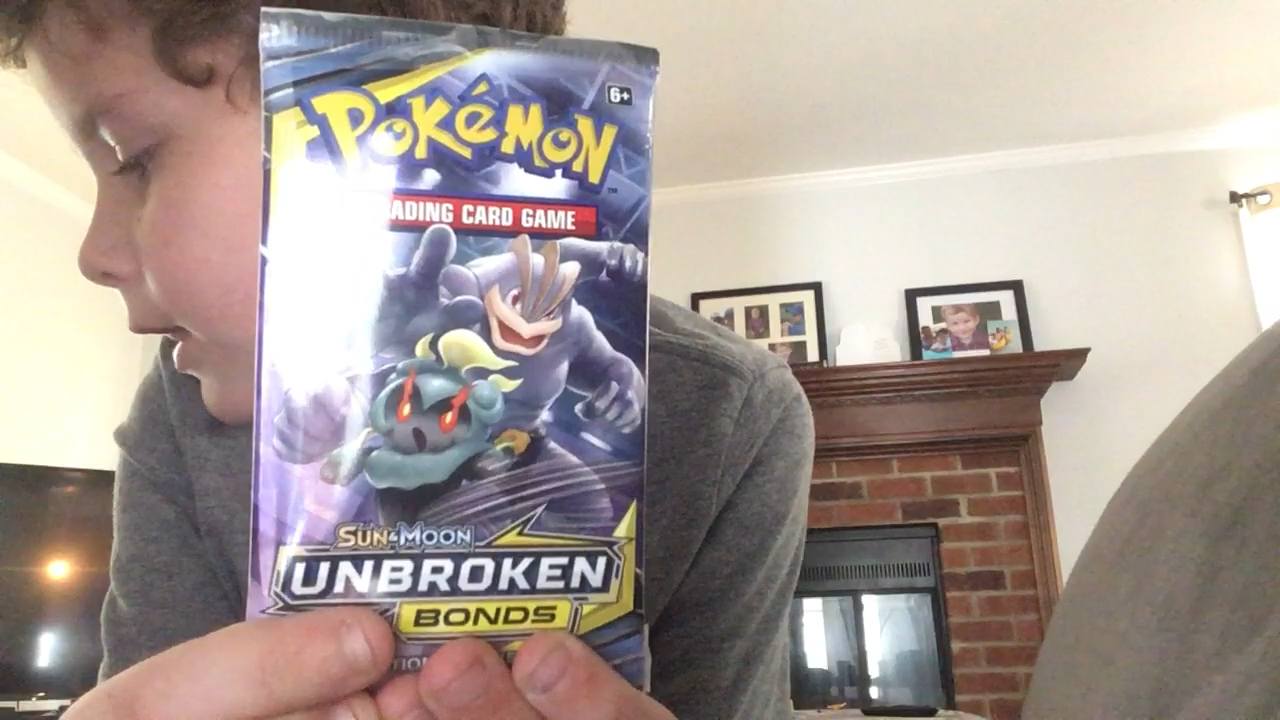 6+
POKéMON
ADING CARD GAME
SUN & MOON
UNBROKEN
BONDS